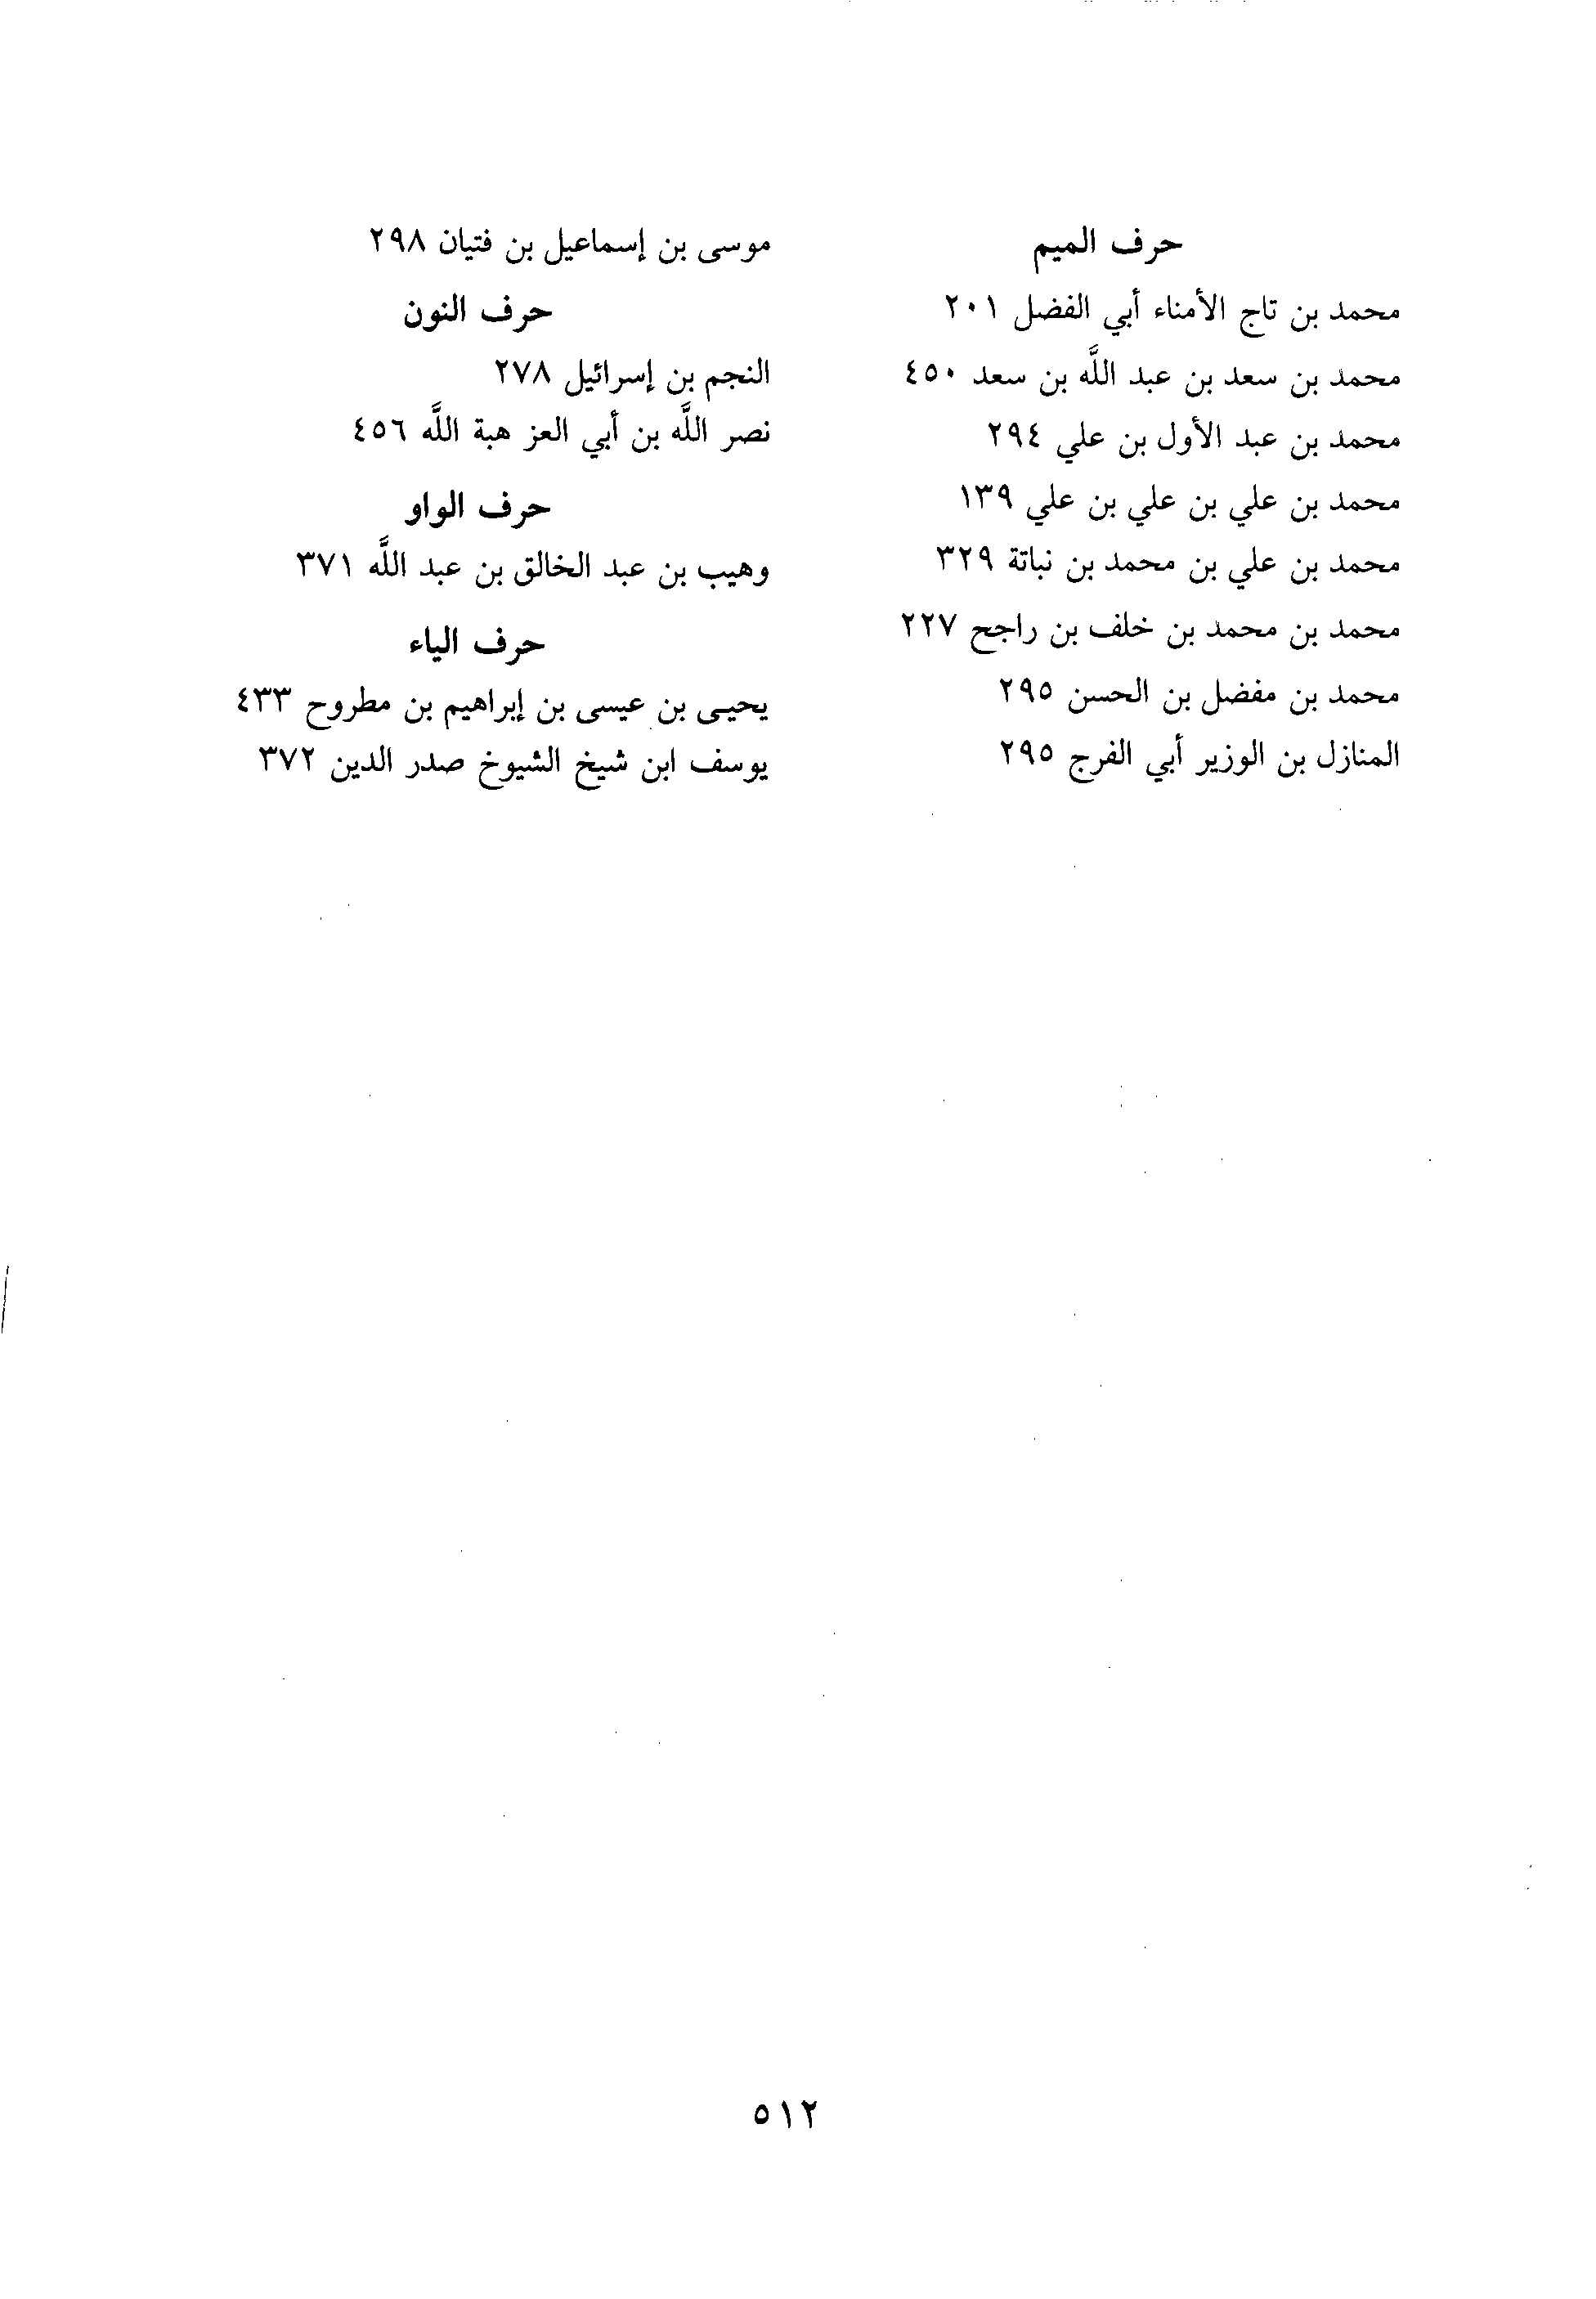 حرف الميم
محمد بن تاج الأمناء أبي الفضل ٢٠١
محمد بن سعد بن عبد اللَّه بن سعد ٤٥٠
محمد بن عبد الأول بن علي ٢٩٤
محمد بن علي بن علي بن علي ١٣٩
محمد بن علي بن محمد بن نباتة ٣٢٩
محمد بن محمد بن خلف بن راجح ٢٢٧
محمد بن مفضل بن الحسن ٢٩٥
المنازل بن الوزير أبي الفرج ٢٩٥
موسى بن إسماعيل بن فتيان ٢٩٨
حرف النون
النجم بن إسرائيل ٢٧٨
نصر اللَّه بن أبي العز هبة اللَّه ٤٥٦
حرف الواو
وهيب بن عبد الخالق بن عبد اللَّه ٣٧١
حرف الياء
يحيى بن عيسى بن إبراهيم بن مطروح ٤٣٣
يوسف ابن شيخ الشيوخ صدر الدين ٣٧٢
٥١٢